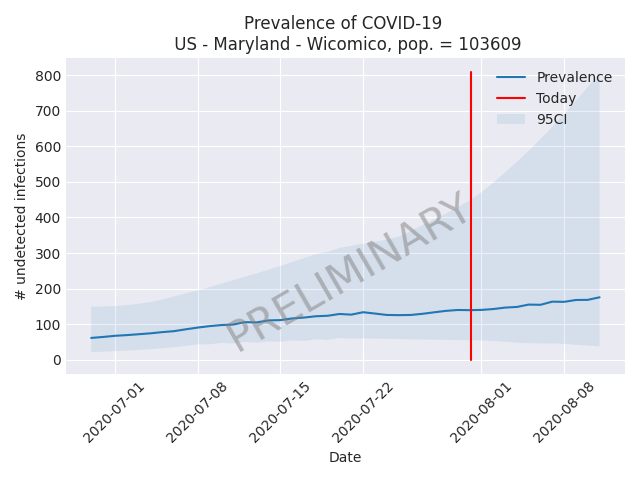 Prevalence of COVID-19
US - Maryland - Wicomico, pop. = 103609
# undetected infections
800
700
600
500
400
300
200
100
0
Prevalence
Today
95CI
PRELIMINARY
2020-07-01
2020-07-08
2020-07-15
2020-07-22
2020-08-01
2020-08-08
Date